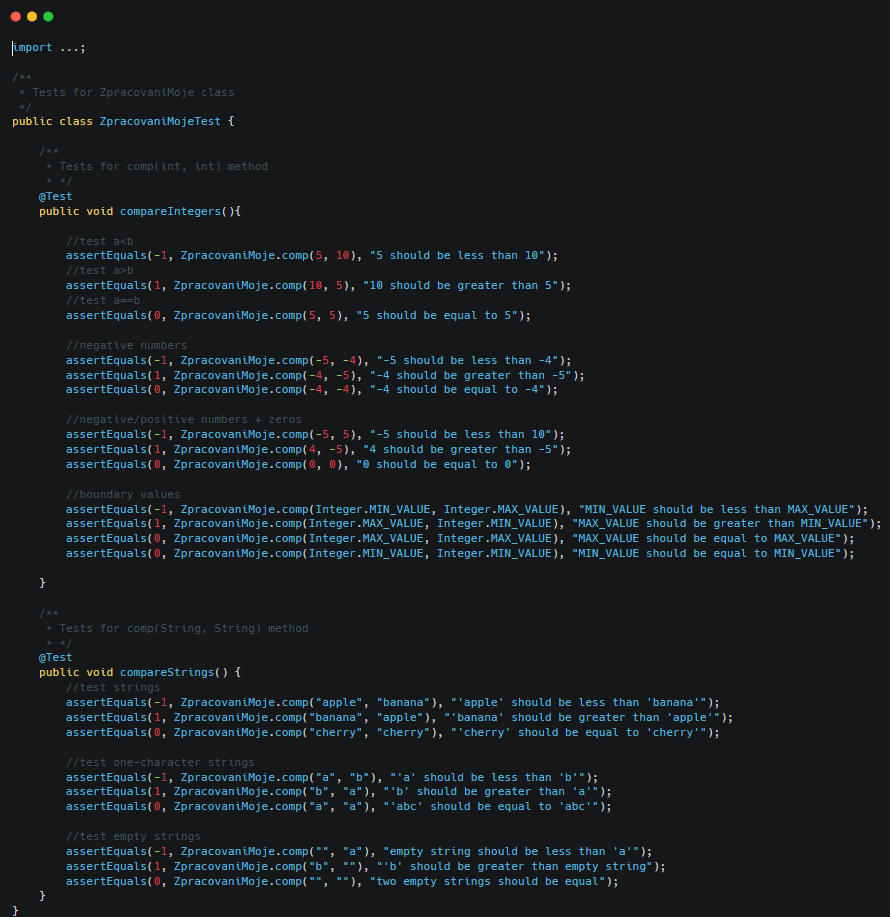 import ...;
/**
 * Tests for ZpracovaniMoje class
 */
public class ZpracovaniMojeTest {
    /**
     * Tests for comp(int, int) method
     * */
    @Test
    public void compareIntegers(){
        //test a<b
        assertEquals(-1, ZpracovaniMoje.comp(5, 10), "5 should be less than 10");
        //test a>b
        assertEquals(1, ZpracovaniMoje.comp(10, 5), "10 should be greater than 5");
        //test a==b
        assertEquals(0, ZpracovaniMoje.comp(5, 5), "5 should be equal to 5");
        //negative numbers
        assertEquals(-1, ZpracovaniMoje.comp(-5, -4), "-5 should be less than -4");
        assertEquals(1, ZpracovaniMoje.comp(-4, -5), "-4 should be greater than -5");
        assertEquals(0, ZpracovaniMoje.comp(-4, -4), "-4 should be equal to -4");
        //negative/positive numbers + zeros
        assertEquals(-1, ZpracovaniMoje.comp(-5, 5), "-5 should be less than 10");
        assertEquals(1, ZpracovaniMoje.comp(4, -5), "4 should be greater than -5");
        assertEquals(0, ZpracovaniMoje.comp(0, 0), "0 should be equal to 0");
        //boundary values
        assertEquals(-1, ZpracovaniMoje.comp(Integer.MIN_VALUE, Integer.MAX_VALUE), "MIN_VALUE should be less than MAX_VALUE");
        assertEquals(1, ZpracovaniMoje.comp(Integer.MAX_VALUE, Integer.MIN_VALUE), "MAX_VALUE should be greater than MIN_VALUE");
        assertEquals(0, ZpracovaniMoje.comp(Integer.MAX_VALUE, Integer.MAX_VALUE), "MAX_VALUE should be equal to MAX_VALUE");
        assertEquals(0, ZpracovaniMoje.comp(Integer.MIN_VALUE, Integer.MIN_VALUE), "MIN_VALUE should be equal to MIN_VALUE");
    }
    /**
     * Tests for comp(String, String) method
     * */
    @Test
    public void compareStrings() {
        //test strings
        assertEquals(-1, ZpracovaniMoje.comp("apple", "banana"), "'apple' should be less than 'banana'");
        assertEquals(1, ZpracovaniMoje.comp("banana", "apple"), "'banana' should be greater than 'apple'");
        assertEquals(0, ZpracovaniMoje.comp("cherry", "cherry"), "'cherry' should be equal to 'cherry'");
        //test one-character strings
        assertEquals(-1, ZpracovaniMoje.comp("a", "b"), "'a' should be less than 'b'");
        assertEquals(1, ZpracovaniMoje.comp("b", "a"), "'b' should be greater than 'a'");
        assertEquals(0, ZpracovaniMoje.comp("a", "a"), "'abc' should be equal to 'abc'");
        //test empty strings
        assertEquals(-1, ZpracovaniMoje.comp("", "a"), "empty string should be less than 'a'");
        assertEquals(1, ZpracovaniMoje.comp("b", ""), "'b' should be greater than empty string");
        assertEquals(0, ZpracovaniMoje.comp("", ""), "two empty strings should be equal");
    }
}